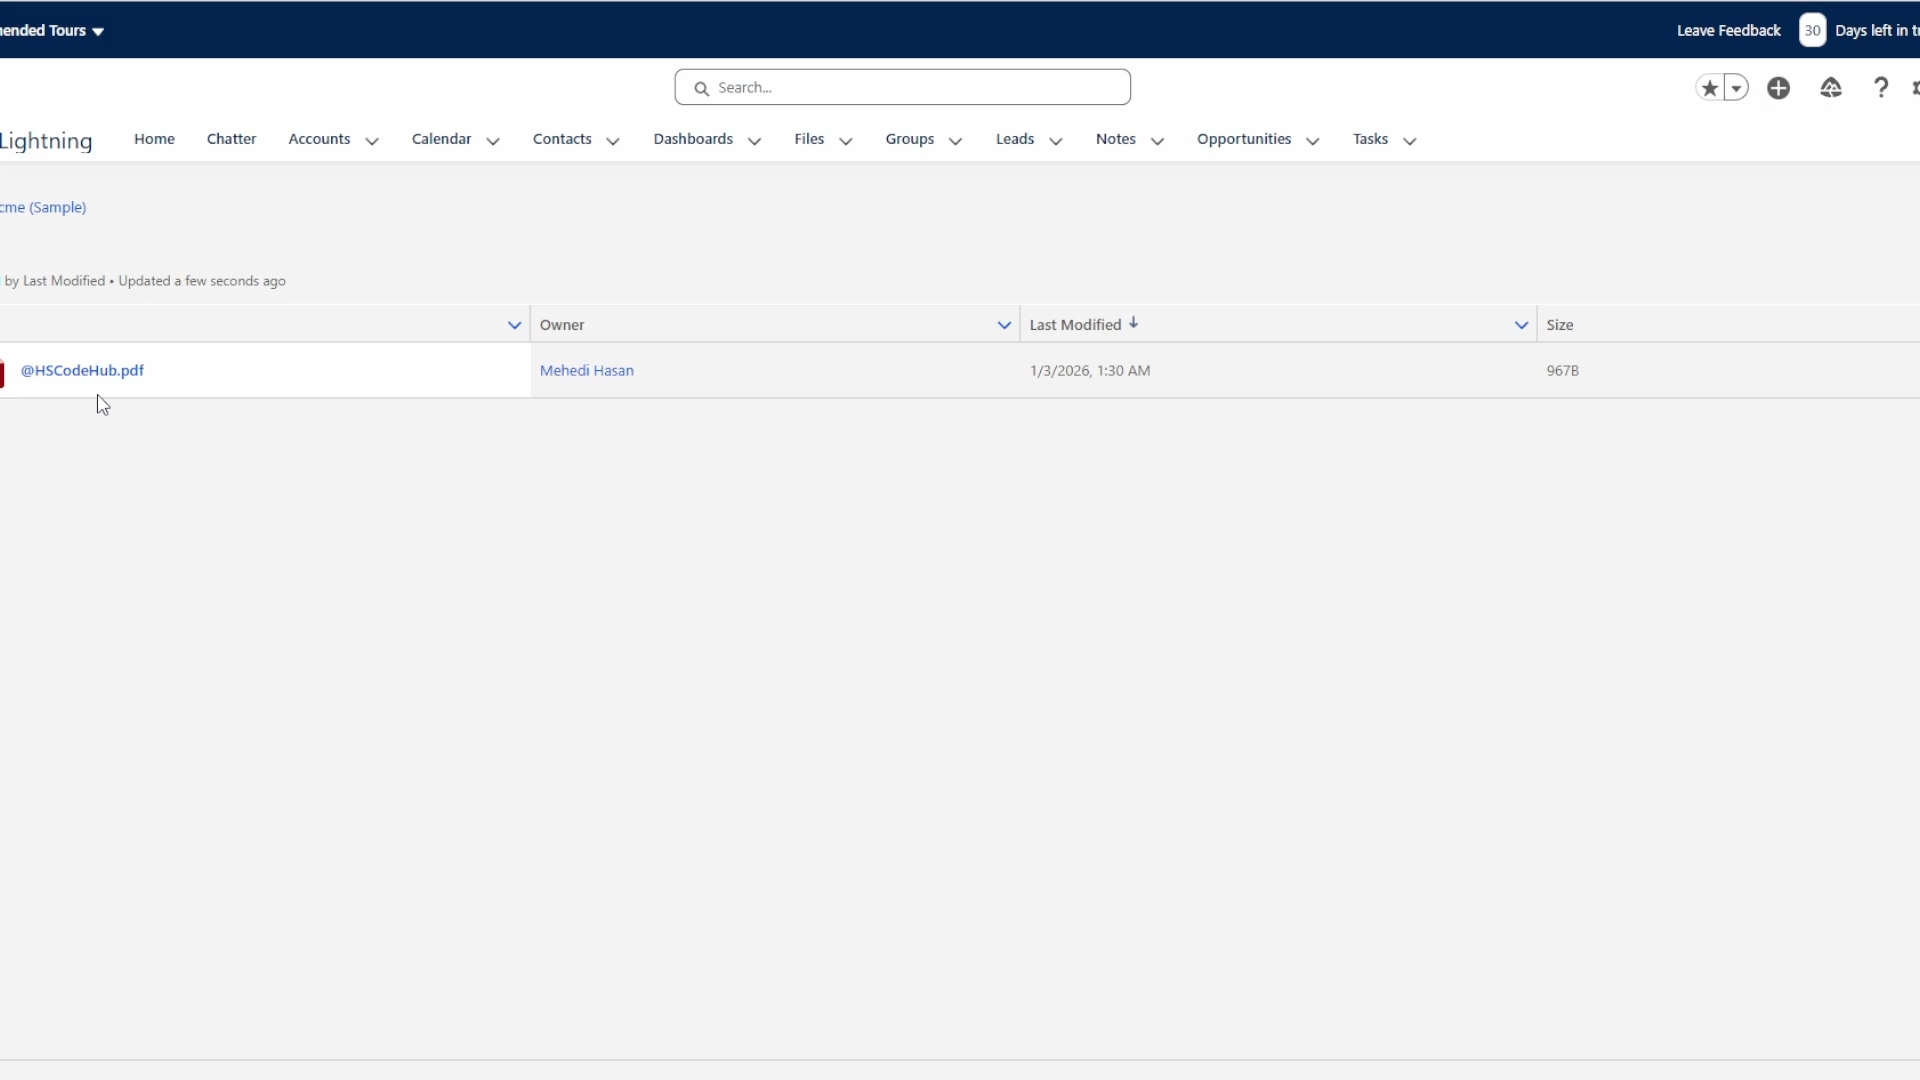 ended Tours
Leave Feedback 30 Days left in
Search...
Lightning Home Chatter Accounts Calendar Contacts Dashboards Files Groups Leads Notes Opportunities Tasks
cme (Sample)
by Last Modified • Updated a few seconds ago
Owner Last Modified Size
@HSCodeHub.pdf Mehedi Hasan 1/3/2026, 1:30 AM 967B